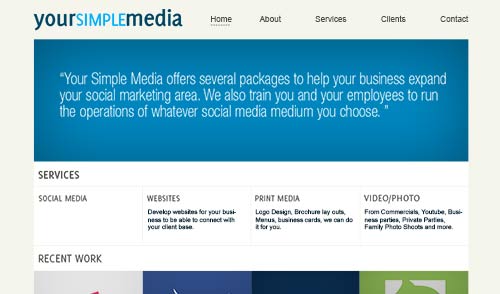 yourSIMPLEmedia
Home About Services Clients Contact
“Your Simple Media offers several packages to help your business expand
your social marketing area. We also train you and your employees to run
the operations of whatever social media medium you choose. ”
SERVICES
SOCIAL MEDIA
WEBSITES
Develop websites for your busi-
ness to be able to connect with
your client base.
PRINT MEDIA
Logo Design, Brochure lay outs,
Menus, business cards, we can do
it for you.
VIDEO/PHOTO
From Commercials, Youtube, Busi-
ness parties, Private Parties,
Family Photo Shoots and more.
RECENT WORK